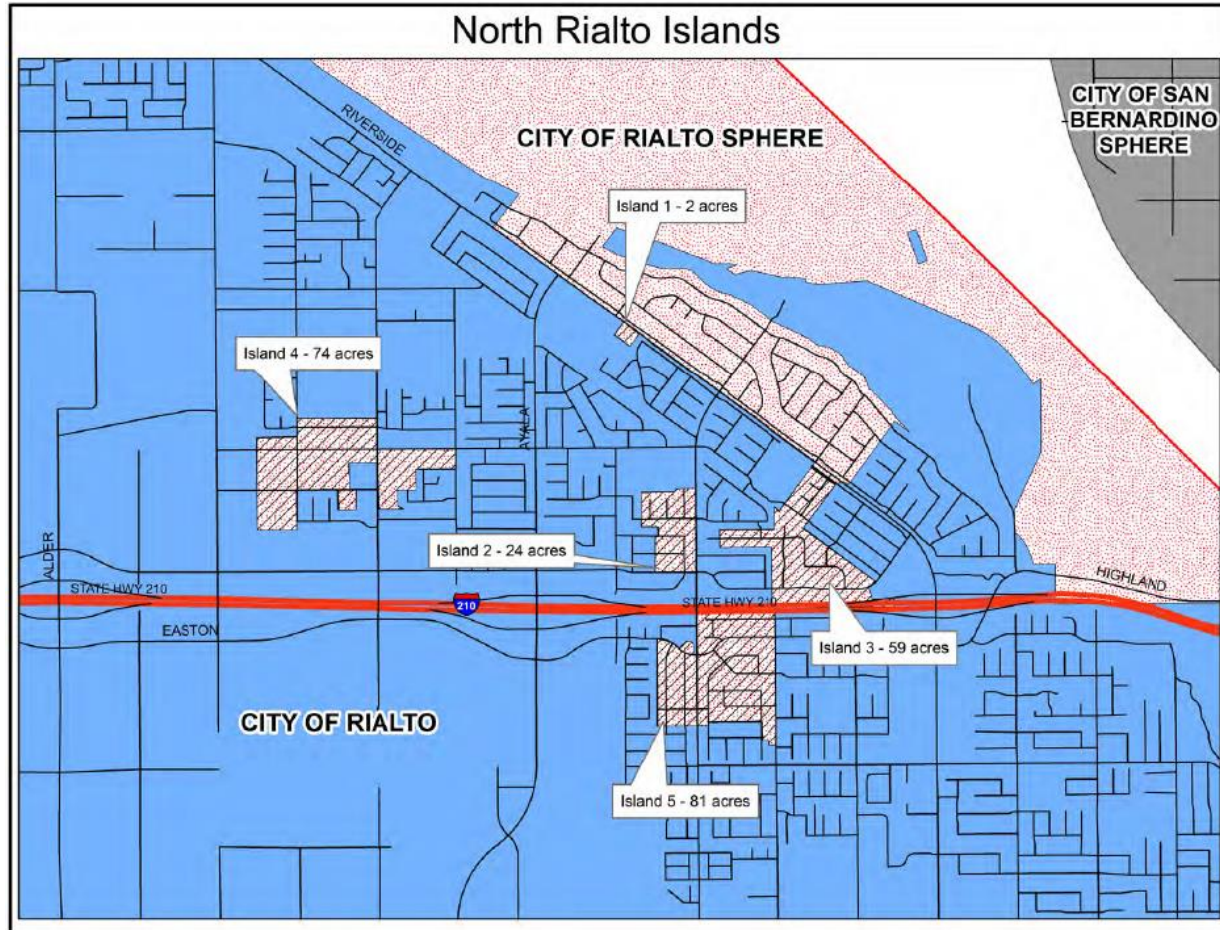 North Rialto Islands
CITY OF SAN
BERNARDINO
SPHERE
RIVERSIDE
CITY OF RIALTO SPHERE
Island 1 - 2 acres
Island 4 - 74 acres
AYALA
Island 2 - 24 acres
ALDER
STATE HWY 210
210
STATE HWY 210
HIGHLAND
EASTON
Island 3 - 59 acres
CITY OF RIALTO
Island 5 - 81 acres